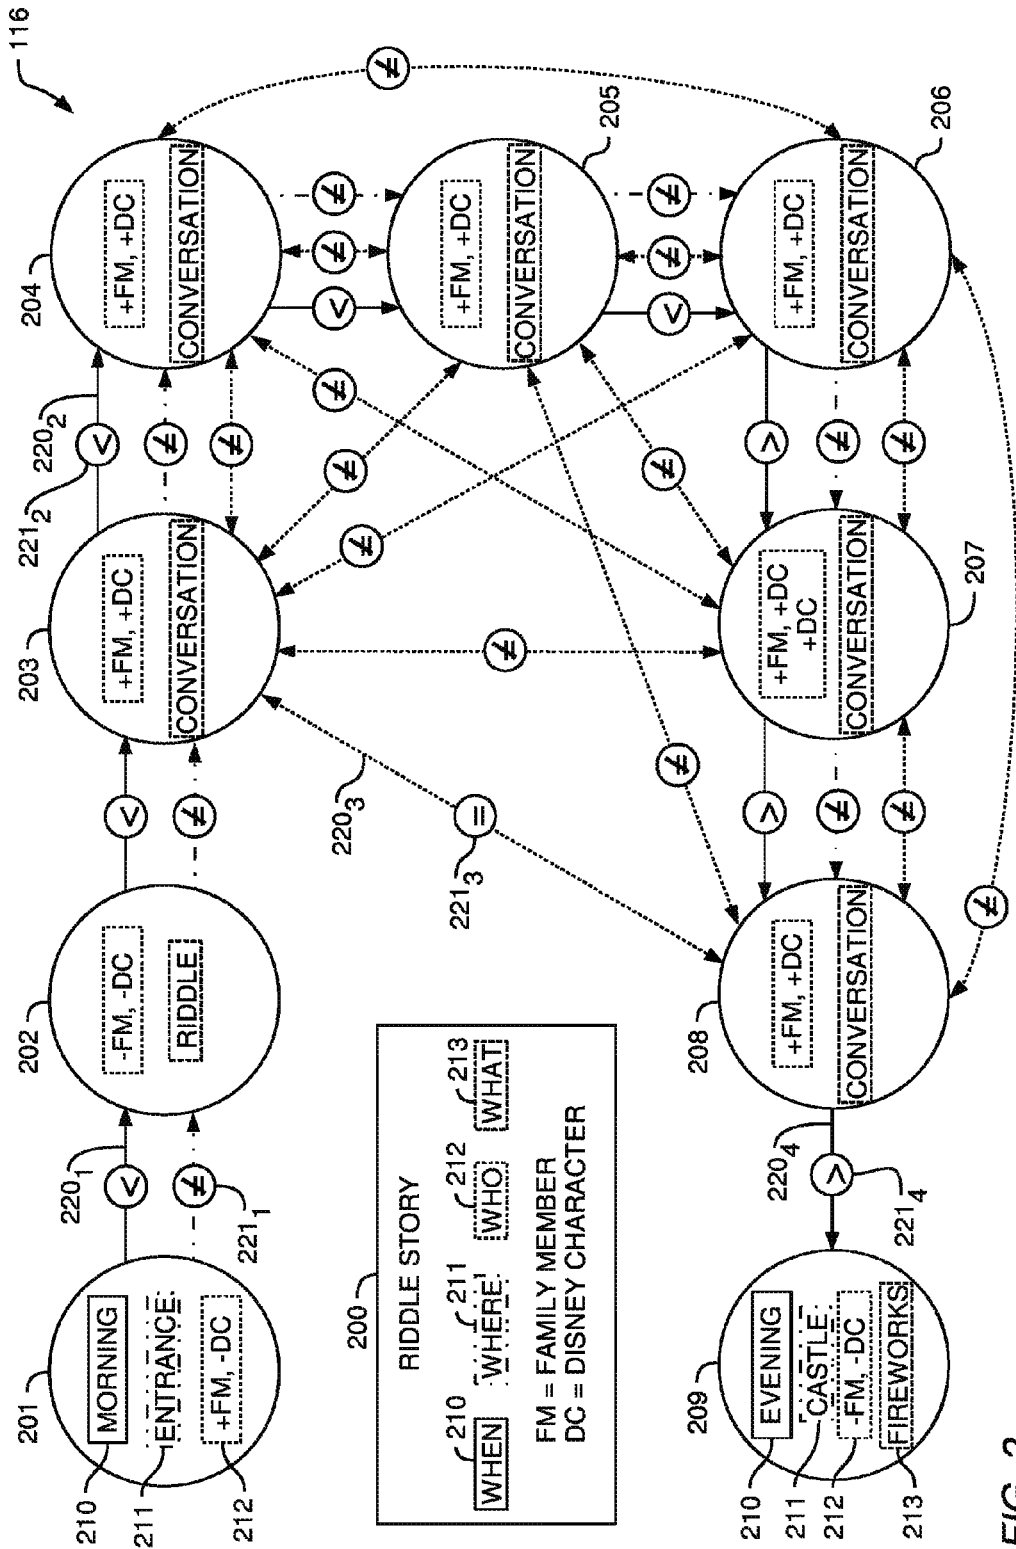 116
201
202
203
204
210
MORNING
211
ENTRANCE
212
+FM, -DC
220₁
<
≠
221₁
-FM, -DC
RIDDLE
<
≠
+FM, +DC
CONVERSATION
221₂
220₂
<
≠
≠
+FM, +DC
CONVERSATION
≠
<
≠
≠
205
+FM, +DC
CONVERSATION
<
≠
≠
206
+FM, +DC
CONVERSATION
≠
≠
≠
≠
≠
≠
220₃
=
221₃
200
RIDDLE STORY
210
WHEN
211
WHERE
212
WHO
213
WHAT
FM = FAMILY MEMBER
DC = DISNEY CHARACTER
>
≠
≠
207
+FM, +DC
+DC
CONVERSATION
>
≠
≠
208
+FM, +DC
CONVERSATION
≠
220₄
>
221₄
209
210
EVENING
211
CASTLE
212
-FM, -DC
213
FIREWORKS